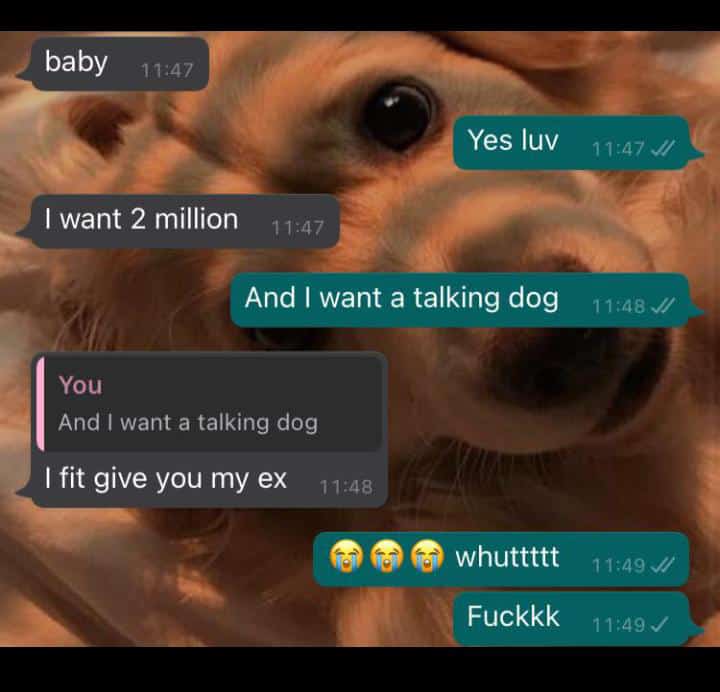 baby 11:47
Yes luv 11:47
I want 2 million 11:47
And I want a talking dog 11:48
You
And I want a talking dog
I fit give you my ex 11:48
😭😭😭 whuttttt 11:49
Fuckkk 11:49